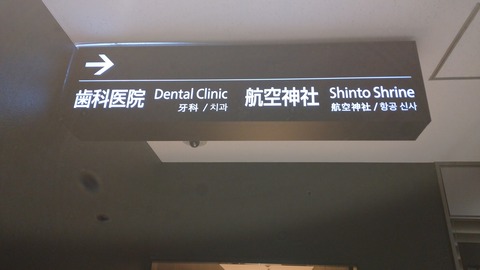 →
歯科医院 Dental Clinic 航空神社 Shinto Shrine
牙科 / 치과 航空神社 / 항공 신사